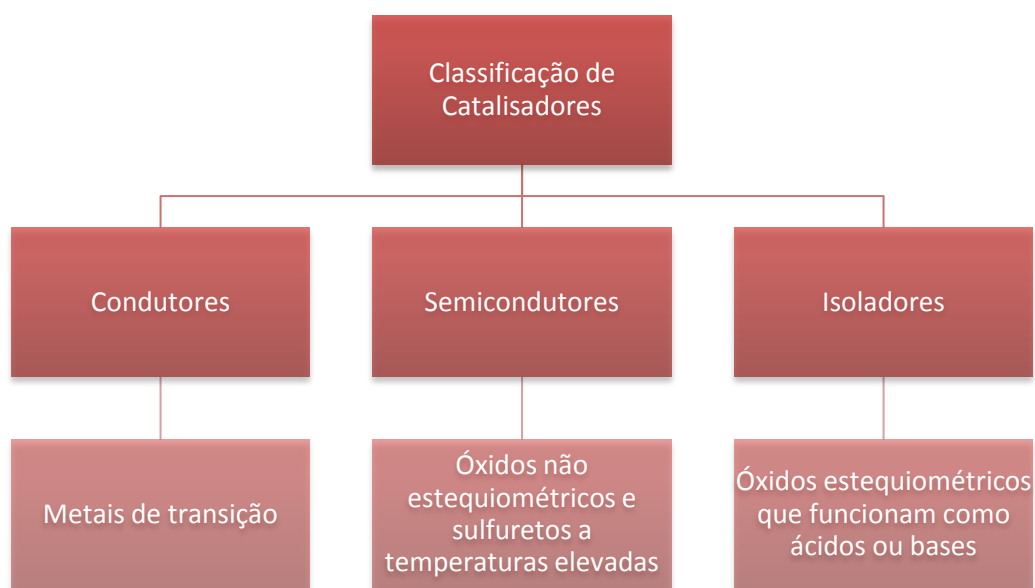 Classificação de
Catalisadores
Condutores
Semicondutores
Isoladores
Metais de transição
Óxidos não
estequiométricos e
sulfuretos a
temperaturas elevadas
Óxidos estequiométricos
que funcionam como
ácidos ou bases